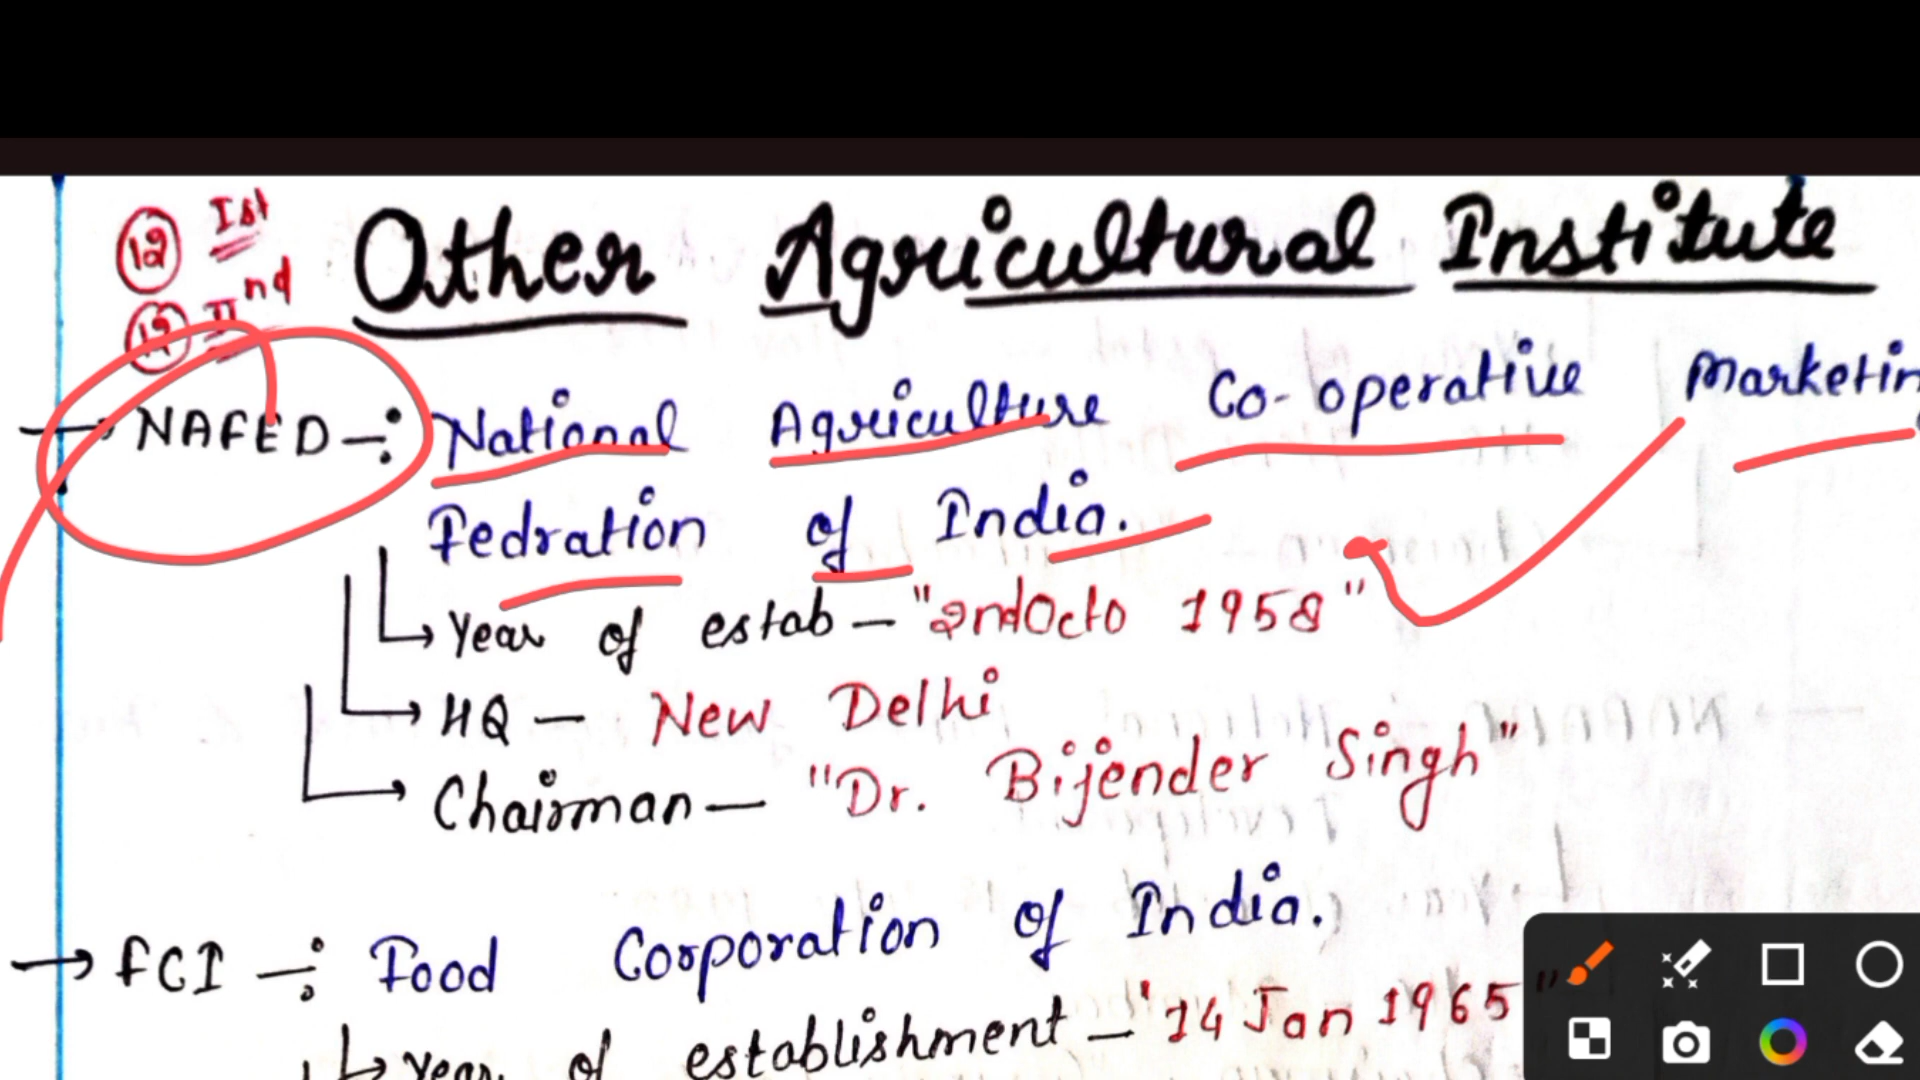 12 Ist
12 IInd
Other Agricultural Institute
→ NAFED -: National Agriculture Co-operative Marketin
Fedration of India.
→ Year of estab - "2ndOcto 1958"
→ HQ - New Delhi
→ Chairman - "Dr. Bijender Singh"
→ FCI -: Food Corporation of India.
→ Year of establishment - '14 Jan 1965"